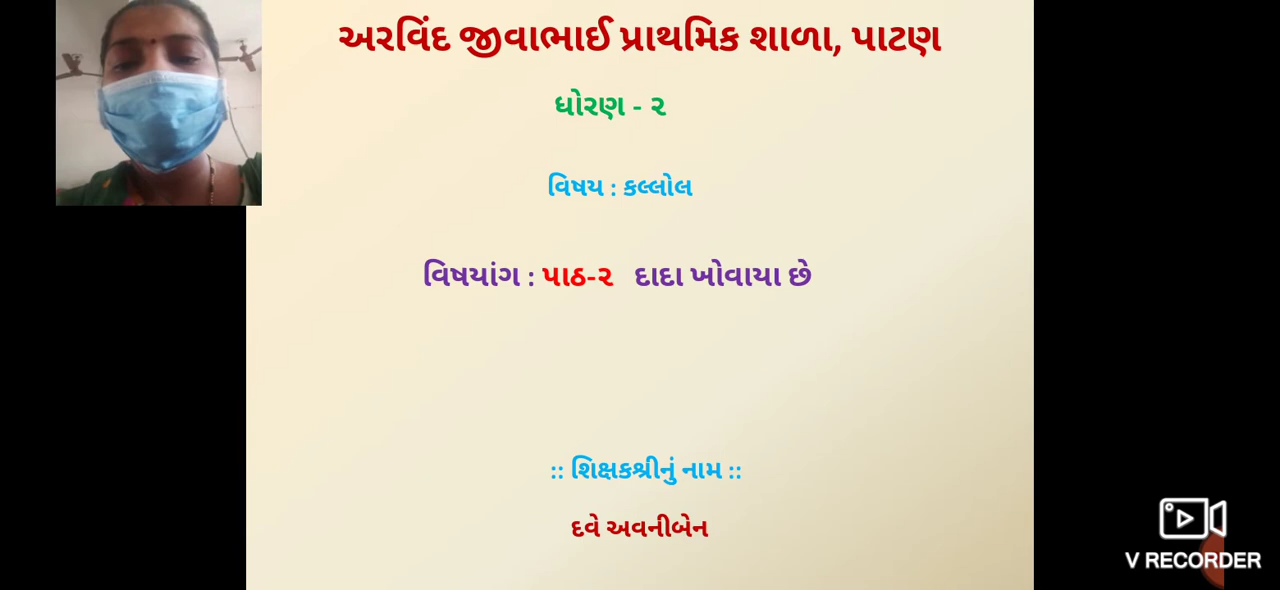 અરવિંદ જીવાભાઈ પ્રાથમિક શાળા, પાટણ
ધોરણ - ૨
વિષય : કલ્લોલ
વિષયાંગ : પાઠ-૨ દાદા ખોવાયા છે
:: શિક્ષકશ્રીનું નામ ::
દવે અવનીબેન
V RECORDER